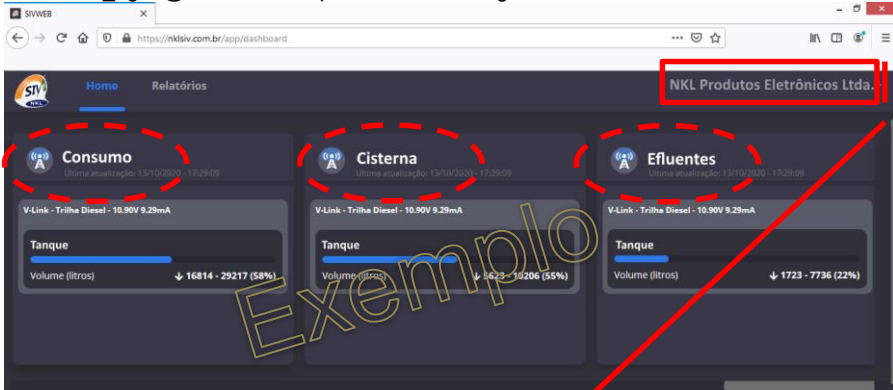 SIVWEB
https://nklsiv.com.br/app/dashboard
SIV
NKL
Home
Relatórios
NKL Produtos Eletrônicos Ltda.
Consumo
Última atualização: 13/10/2020 - 17:29:09
V-Link - Trilha Diesel - 10.90V 9.29mA
Tanque
Volume (litros)
↓ 16814 - 29217 (58%)
Cisterna
Última atualização: 13/10/2020 - 17:29:09
V-Link - Trilha Diesel - 10.90V 9.29mA
Tanque
Volume (litros)
↓ 5623 - 10206 (55%)
Efluentes
Última atualização: 13/10/2020 - 17:29:09
V-Link - Trilha Diesel - 10.90V 9.29mA
Tanque
Volume (litros)
↓ 1723 - 7736 (22%)
Exemplo